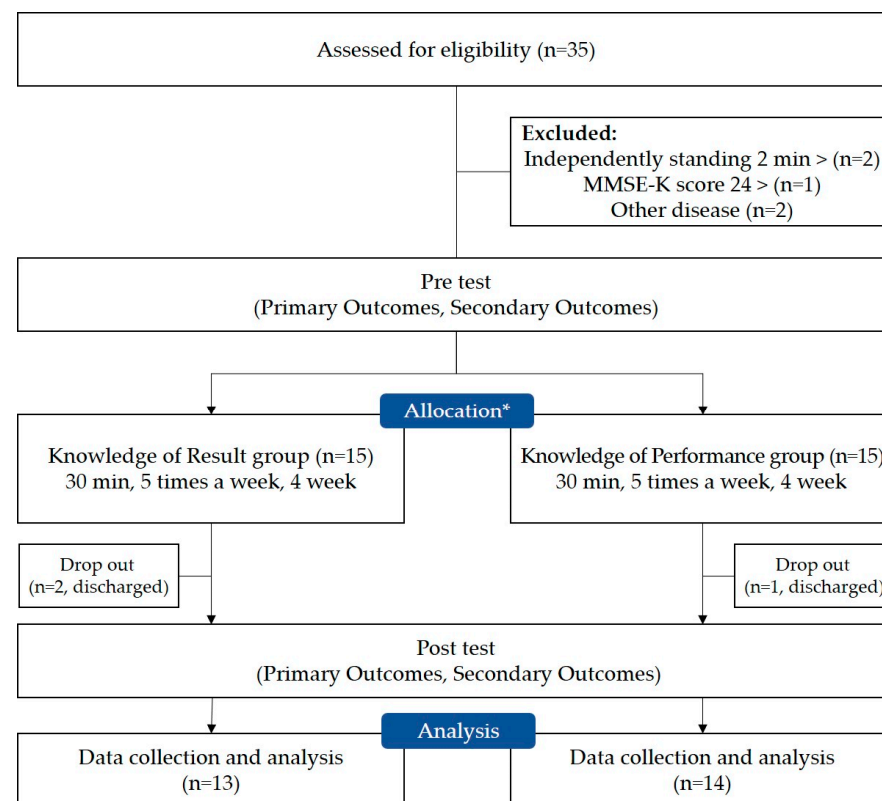 Assessed for eligibility (n=35)
Excluded:
Independently standing 2 min > (n=2)
MMSE-K score 24 > (n=1)
Other disease (n=2)
Pre test
(Primary Outcomes, Secondary Outcomes)
Allocation*
Knowledge of Result group (n=15)
30 min, 5 times a week, 4 week
Knowledge of Performance group (n=15)
30 min, 5 times a week, 4 week
Drop out
(n=2, discharged)
Drop out
(n=1, discharged)
Post test
(Primary Outcomes, Secondary Outcomes)
Analysis
Data collection and analysis
(n=13)
Data collection and analysis
(n=14)